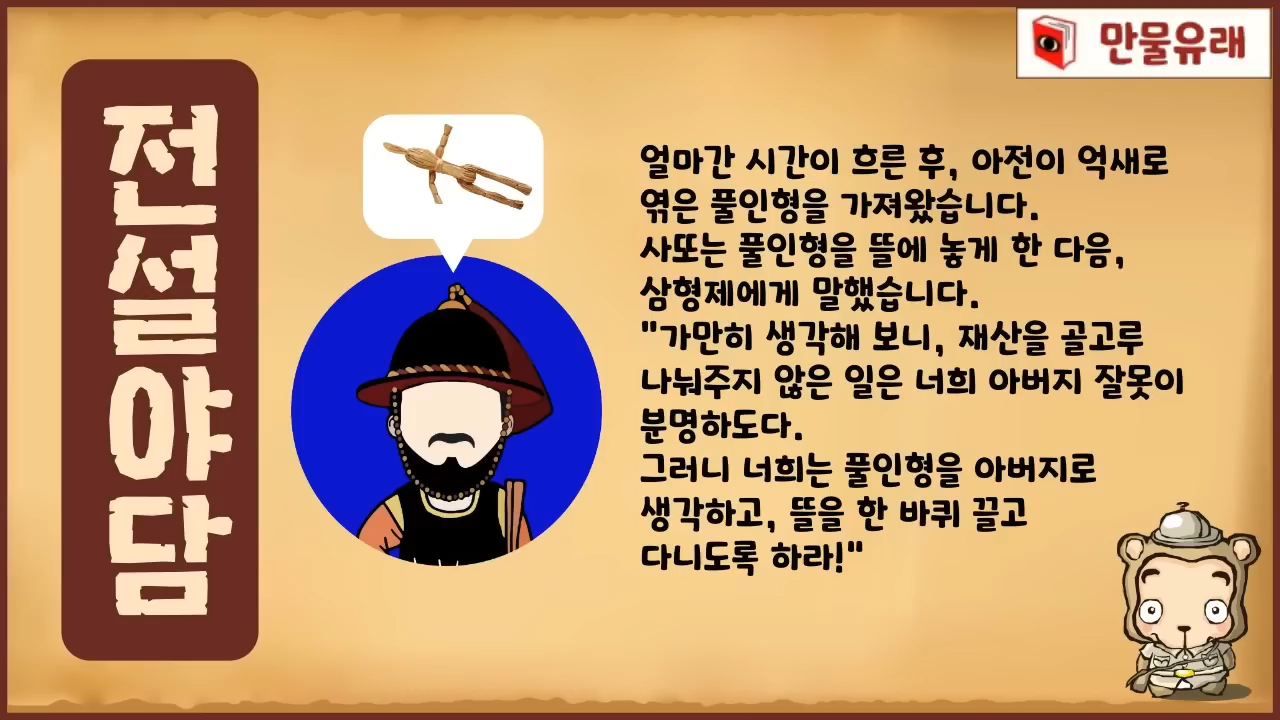 만물유래
전설야담
얼마간 시간이 흐른 후, 아전이 억새로
엮은 풀인형을 가져왔습니다.
사또는 풀인형을 뜰에 놓게 한 다음,
삼형제에게 말했습니다.
"가만히 생각해 보니, 재산을 골고루
나눠주지 않은 일은 너희 아버지 잘못이
분명하도다.
그러니 너희는 풀인형을 아버지로
생각하고, 뜰을 한 바퀴 끌고
다니도록 하라!"